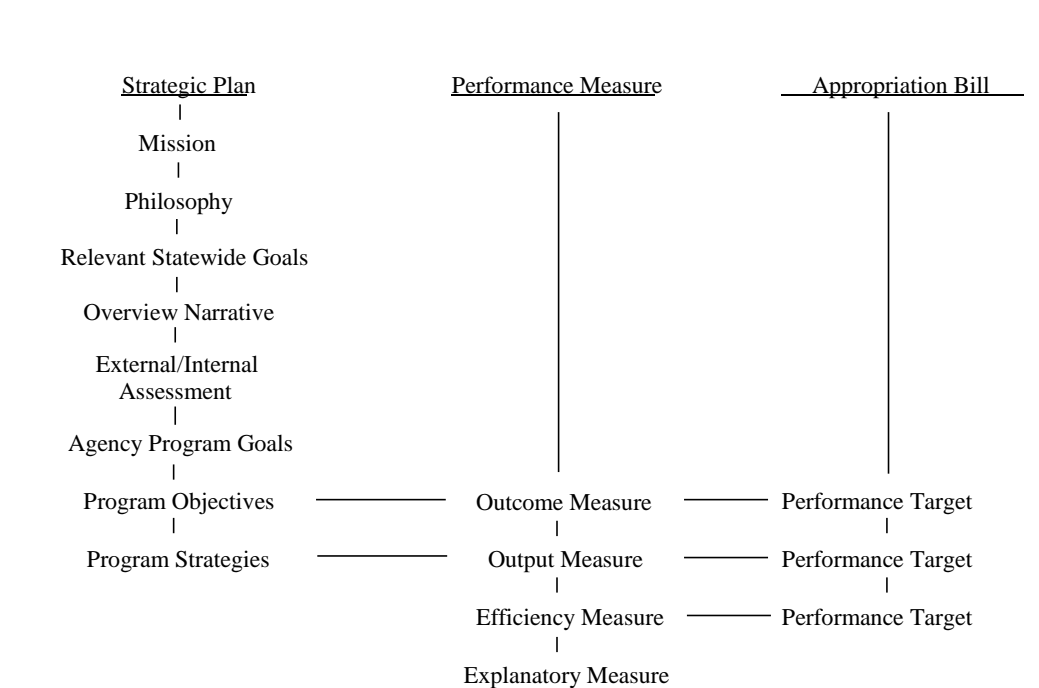 Strategic Plan
Performance Measure
Appropriation Bill
Mission
Philosophy
Relevant Statewide Goals
Overview Narrative
External/Internal
Assessment
Agency Program Goals
Program Objectives
Outcome Measure
Performance Target
Program Strategies
Output Measure
Performance Target
Efficiency Measure
Performance Target
Explanatory Measure